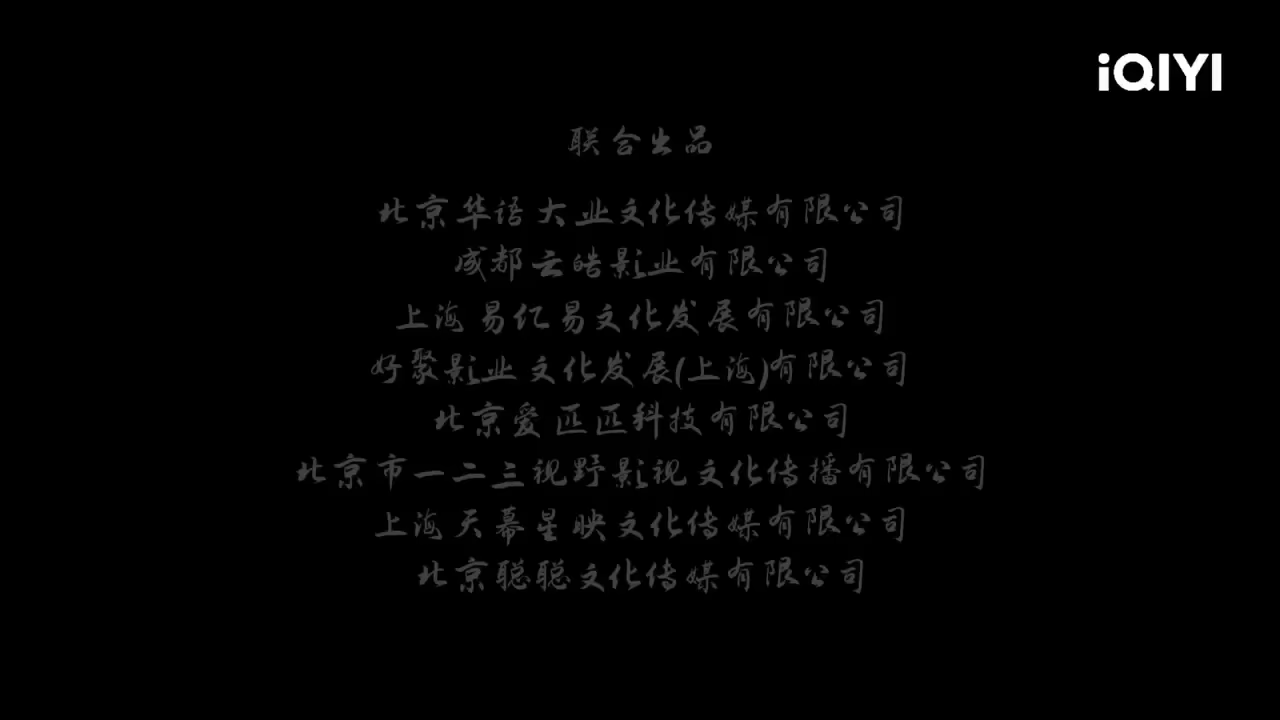 iQIYI
联合出品
北京华语大业文化传媒有限公司
成都云皓影业有限公司
上海易亿易文化发展有限公司
好聚影业文化发展(上海)有限公司
北京爱匹匹科技有限公司
北京市一二三视野影视文化传播有限公司
上海天幕星映文化传媒有限公司
北京聪聪文化传媒有限公司